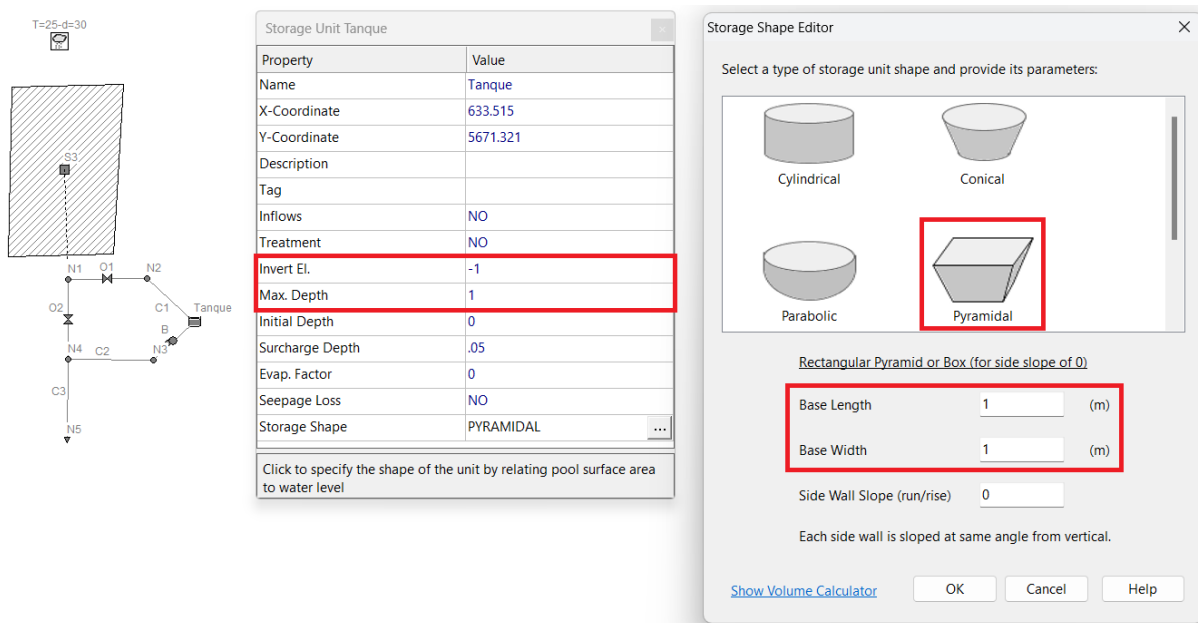 T=25-d=30
S3
N1 O1 N2
O2 C1 Tanque
B
N4 C2 N3
C3
N5
Storage Unit Tanque
Property Value
Name Tanque
X-Coordinate 633.515
Y-Coordinate 5671.321
Description
Tag
Inflows NO
Treatment NO
Invert El. -1
Max. Depth 1
Initial Depth 0
Surcharge Depth .05
Evap. Factor 0
Seepage Loss NO
Storage Shape PYRAMIDAL ...
Click to specify the shape of the unit by relating pool surface area
to water level
Storage Shape Editor
Select a type of storage unit shape and provide its parameters:
Cylindrical Conical
Parabolic Pyramidal
Rectangular Pyramid or Box (for side slope of 0)
Base Length 1 (m)
Base Width 1 (m)
Side Wall Slope (run/rise) 0
Each side wall is sloped at same angle from vertical.
Show Volume Calculator OK Cancel Help